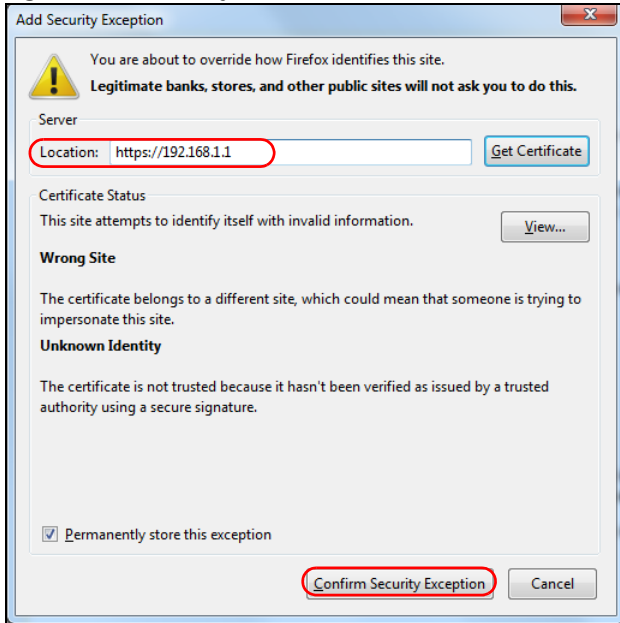 Add Security Exception
You are about to override how Firefox identifies this site.
Legitimate banks, stores, and other public sites will not ask you to do this.
Server
Location: https://192.168.1.1 Get Certificate
Certificate Status
This site attempts to identify itself with invalid information. View...
Wrong Site
The certificate belongs to a different site, which could mean that someone is trying to
impersonate this site.
Unknown Identity
The certificate is not trusted because it hasn't been verified as issued by a trusted
authority using a secure signature.
Permanently store this exception
Confirm Security Exception Cancel